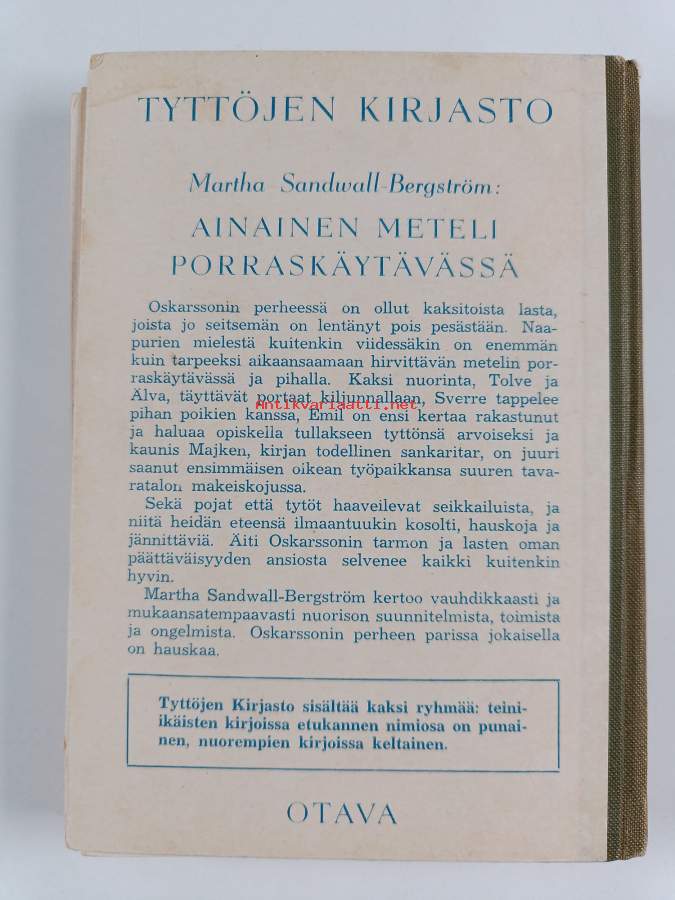 TYTTÖJEN KIRJASTO
Martha Sandwall-Bergström:
AINAINEN METELI
PORRASKÄYTÄVÄSSÄ
Oskarssonin perheessä on ollut kaksitoista lasta,
joista jo seitsemän on lentänyt pois pesästään. Naa-
purien mielestä kuitenkin viidessäkin on enemmän
kuin tarpeeksi aikaansaamaan hirvittävän metelin por-
raskäytävässä ja pihalla. Kaksi nuorinta, Tolve ja
Alva, täyttävät portaat kiljunnallaan, Sverre tappelee
Antikvariaatti.net
pihan poikien kanssa, Emil on ensi kertaa rakastunut
ja haluaa opiskella tullakseen tyttönsä arvoiseksi ja
kaunis Majken, kirjan todellinen sankaritar, on juuri
saanut ensimmäisen oikean työpaikkansa suuren tava-
ratalon makeiskojussa.
Sekä pojat että tytöt haaveilevat seikkailuista, ja
niitä heidän eteensä ilmaantuukin kosolti, hauskoja ja
jännittäviä. Äiti Oskarssonin tarmon ja lasten oman
päättäväisyyden ansiosta selvenee kaikki kuitenkin
hyvin.
Martha Sandwall-Bergström kertoo vauhdikkaasti ja
mukaansatempaavasti nuorison suunnitelmista, toimista
ja ongelmista. Oskarssonin perheen parissa jokaisella
on hauskaa.
Tyttöjen Kirjasto sisältää kaksi ryhmää: teini-
ikäisten kirjoissa etukannen nimiosa on punai-
nen, nuorempien kirjoissa keltainen.
OTAVA